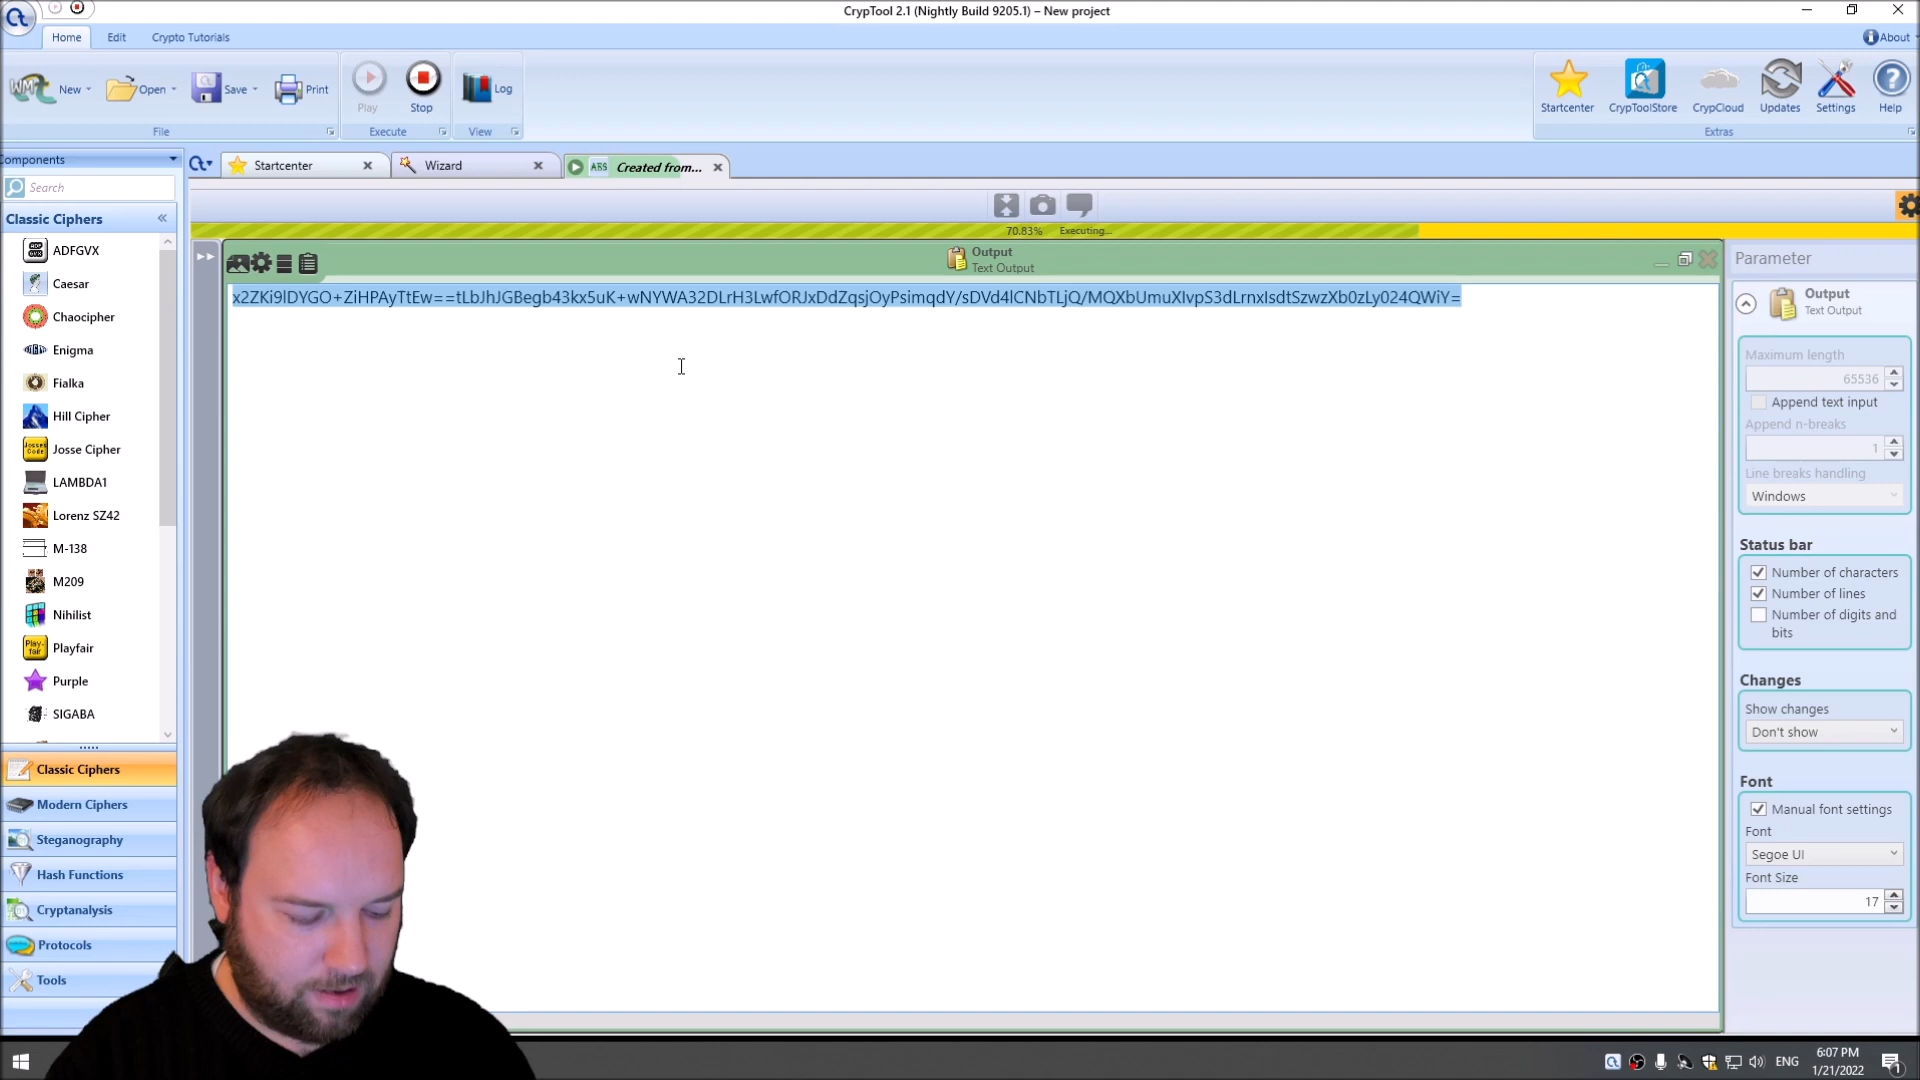 CrypTool 2.1 (Nightly Build 9205.1) – New project
Home Edit Crypto Tutorials
About
New Open Save Print
Play Stop Log
Startcenter CrypToolStore CrypCloud Updates Settings Help
File Execute View Extras
Components
Startcenter Wizard AES Created from...
Search
Classic Ciphers
70.83% Executing...
ADFGVX
Caesar
Chaocipher
Enigma
Fialka
Hill Cipher
Josse Cipher
LAMBDA1
Lorenz SZ42
M-138
M209
Nihilist
Playfair
Purple
SIGABA
Classic Ciphers
Modern Ciphers
Steganography
Hash Functions
Cryptanalysis
Protocols
Tools
Output
Text Output
x2ZKi9lDYGO+ZiHPAyTtEw==tLbJhJGBegb43kx5uK+wNYWA32DLrH3LwfORJxDdZqsjOyPsimqdY/sDVd4lCNbTLjQ/MQXbUmuXIvpS3dLrnxIsdtSzwzXb0zLy024QWiY=
Parameter
Output
Text Output
Maximum length
65536
Append text input
Append n-breaks
1
Line breaks handling
Windows
Status bar
Number of characters
Number of lines
Number of digits and
bits
Changes
Show changes
Don't show
Font
Manual font settings
Font
Segoe UI
Font Size
17
ENG
6:07 PM
1/21/2022
1